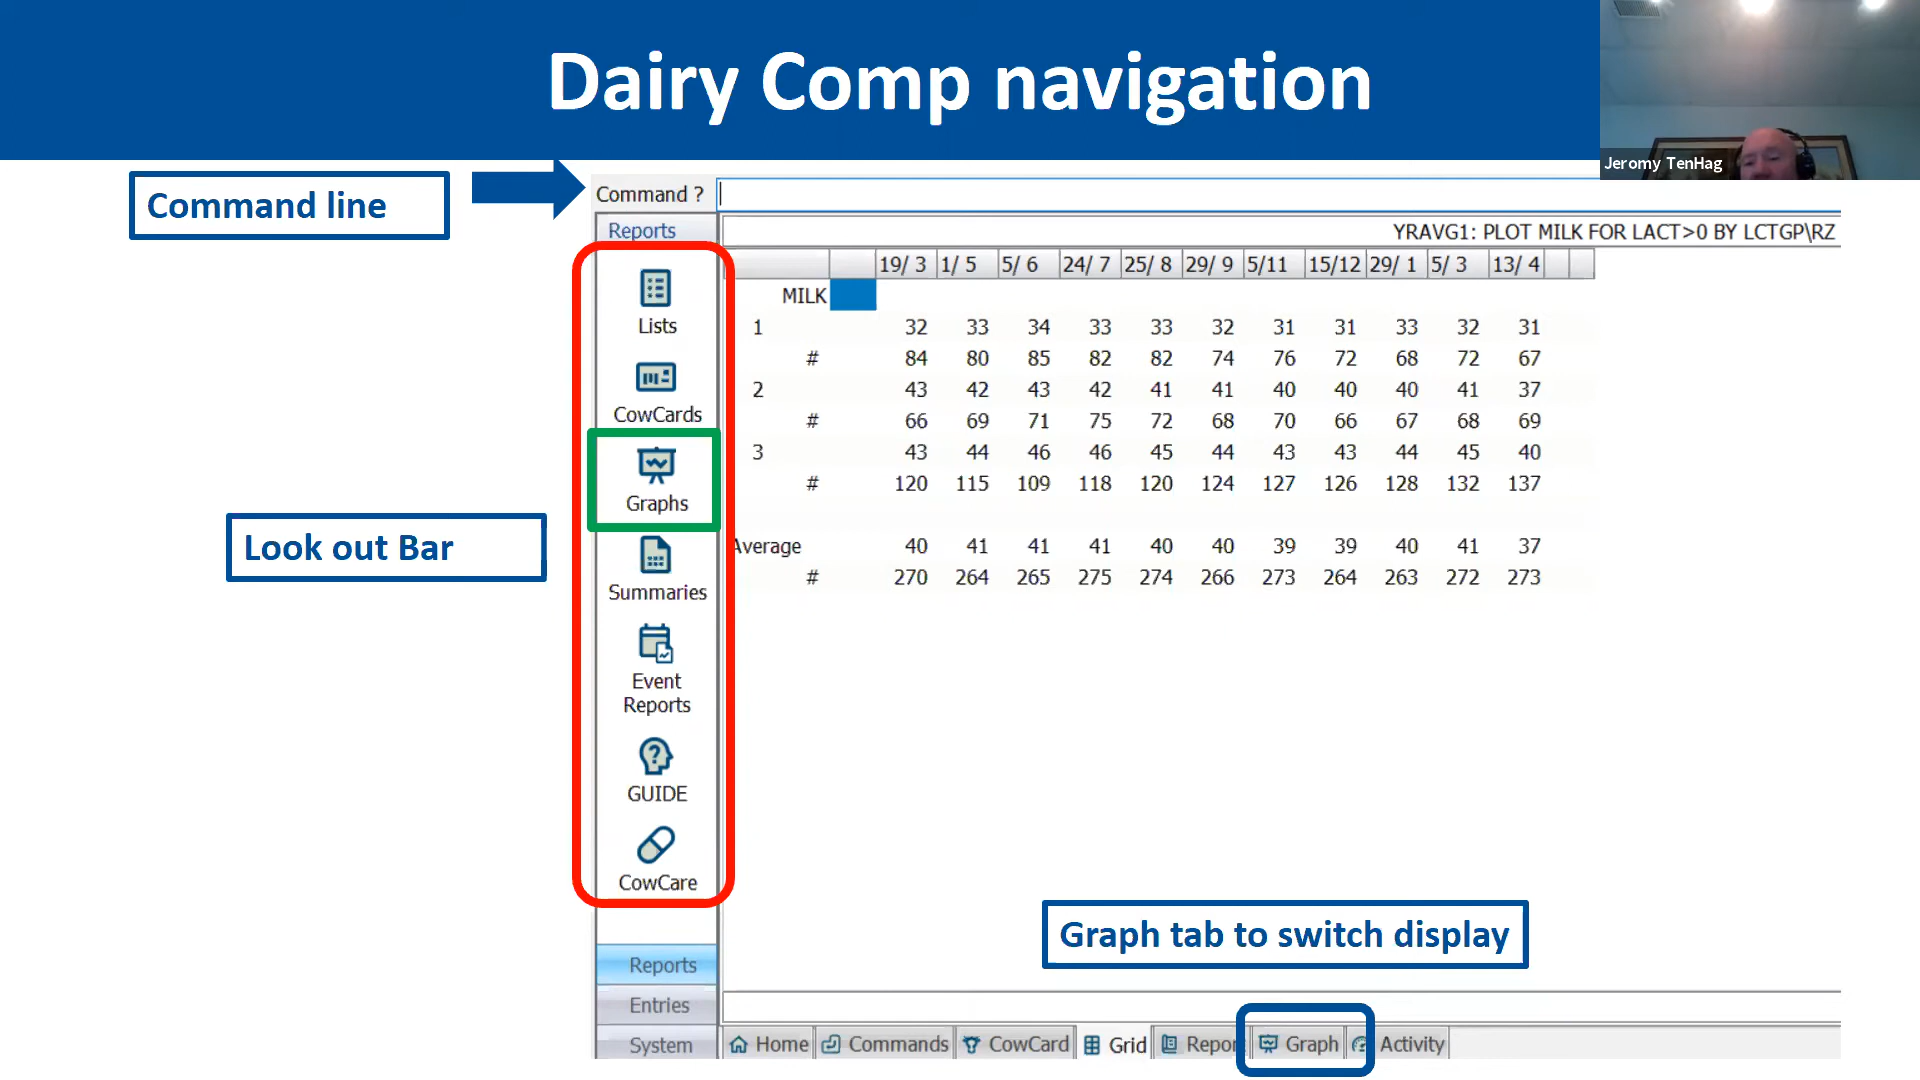 Dairy Comp navigation
Jeromy TenHag
Command line
Command ?
Reports
YRAVG1: PLOT MILK FOR LACT>0 BY LCTGP\RZ
19/ 3 1/ 5 5/ 6 24/ 7 25/ 8 29/ 9 5/11 15/12 29/ 1 5/ 3 13/ 4
MILK
1 32 33 34 33 33 32 31 31 33 32 31
# 84 80 85 82 82 74 76 72 68 72 67
2 43 42 43 42 41 41 40 40 40 41 37
# 66 69 71 75 72 68 70 66 67 68 69
3 43 44 46 46 45 44 43 43 44 45 40
# 120 115 109 118 120 124 127 126 128 132 137
Average 40 41 41 41 40 40 39 39 40 41 37
# 270 264 265 275 274 266 273 264 263 272 273
Lists
CowCards
Graphs
Summaries
Event
Reports
GUIDE
CowCare
Look out Bar
Graph tab to switch display
Reports
Entries
System
Home Commands CowCard Grid Repor Graph Activity